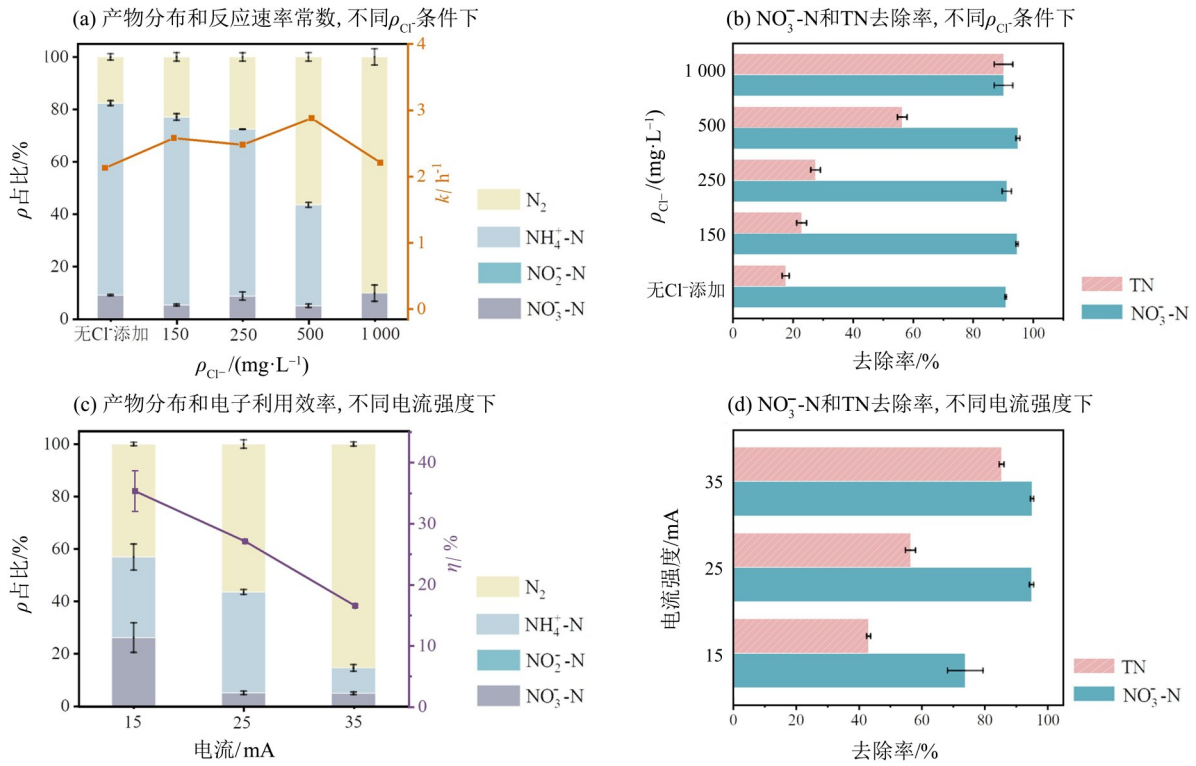 (a) 产物分布和反应速率常数, 不同ρCl-条件下
100
80
60
40
20
0
ρ占比/%
4
3
2
1
0
k/ h⁻¹
N₂
NH₄⁺-N
NO₂⁻-N
NO₃⁻-N
无Cl⁻添加 150 250 500 1 000
ρCl− /(mg·L⁻¹)
(b) NO₃⁻-N和TN去除率, 不同ρCl-条件下
1 000
500
250
150
无Cl⁻添加
ρCl− /(mg·L⁻¹)
TN
NO₃⁻-N
0 20 40 60 80 100
去除率/%
(c) 产物分布和电子利用效率, 不同电流强度下
100
80
60
40
20
0
ρ占比/%
40
30
20
10
0
η/ %
N₂
NH₄⁺-N
NO₂⁻-N
NO₃⁻-N
15 25 35
电流/ mA
(d) NO₃⁻-N和TN去除率, 不同电流强度下
35
25
15
电流强度/mA
TN
NO₃⁻-N
0 20 40 60 80 100
去除率/%